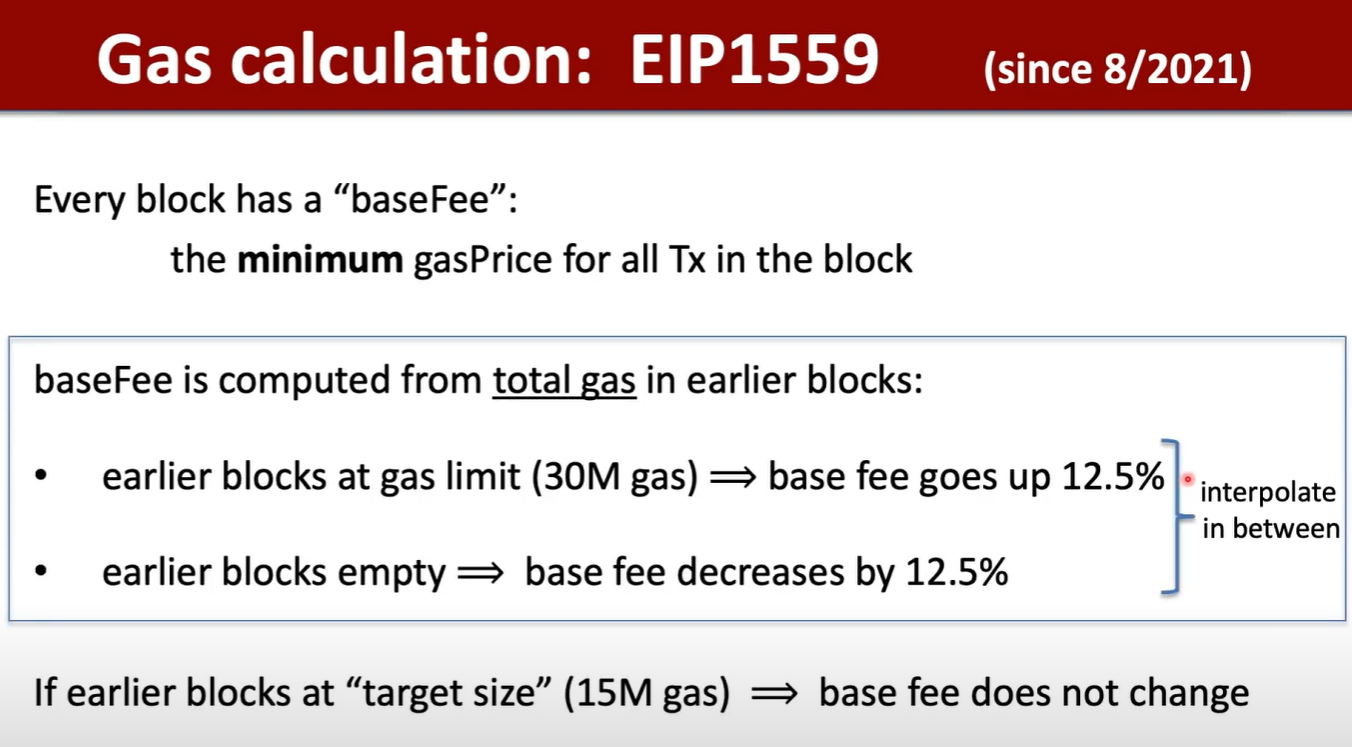 Gas calculation: EIP1559 (since 8/2021)
Every block has a “baseFee”:
the minimum gasPrice for all Tx in the block
baseFee is computed from total gas in earlier blocks:
• earlier blocks at gas limit (30M gas) ⟹ base fee goes up 12.5%
interpolate
in between
• earlier blocks empty ⟹ base fee decreases by 12.5%
If earlier blocks at “target size” (15M gas) ⟹ base fee does not change